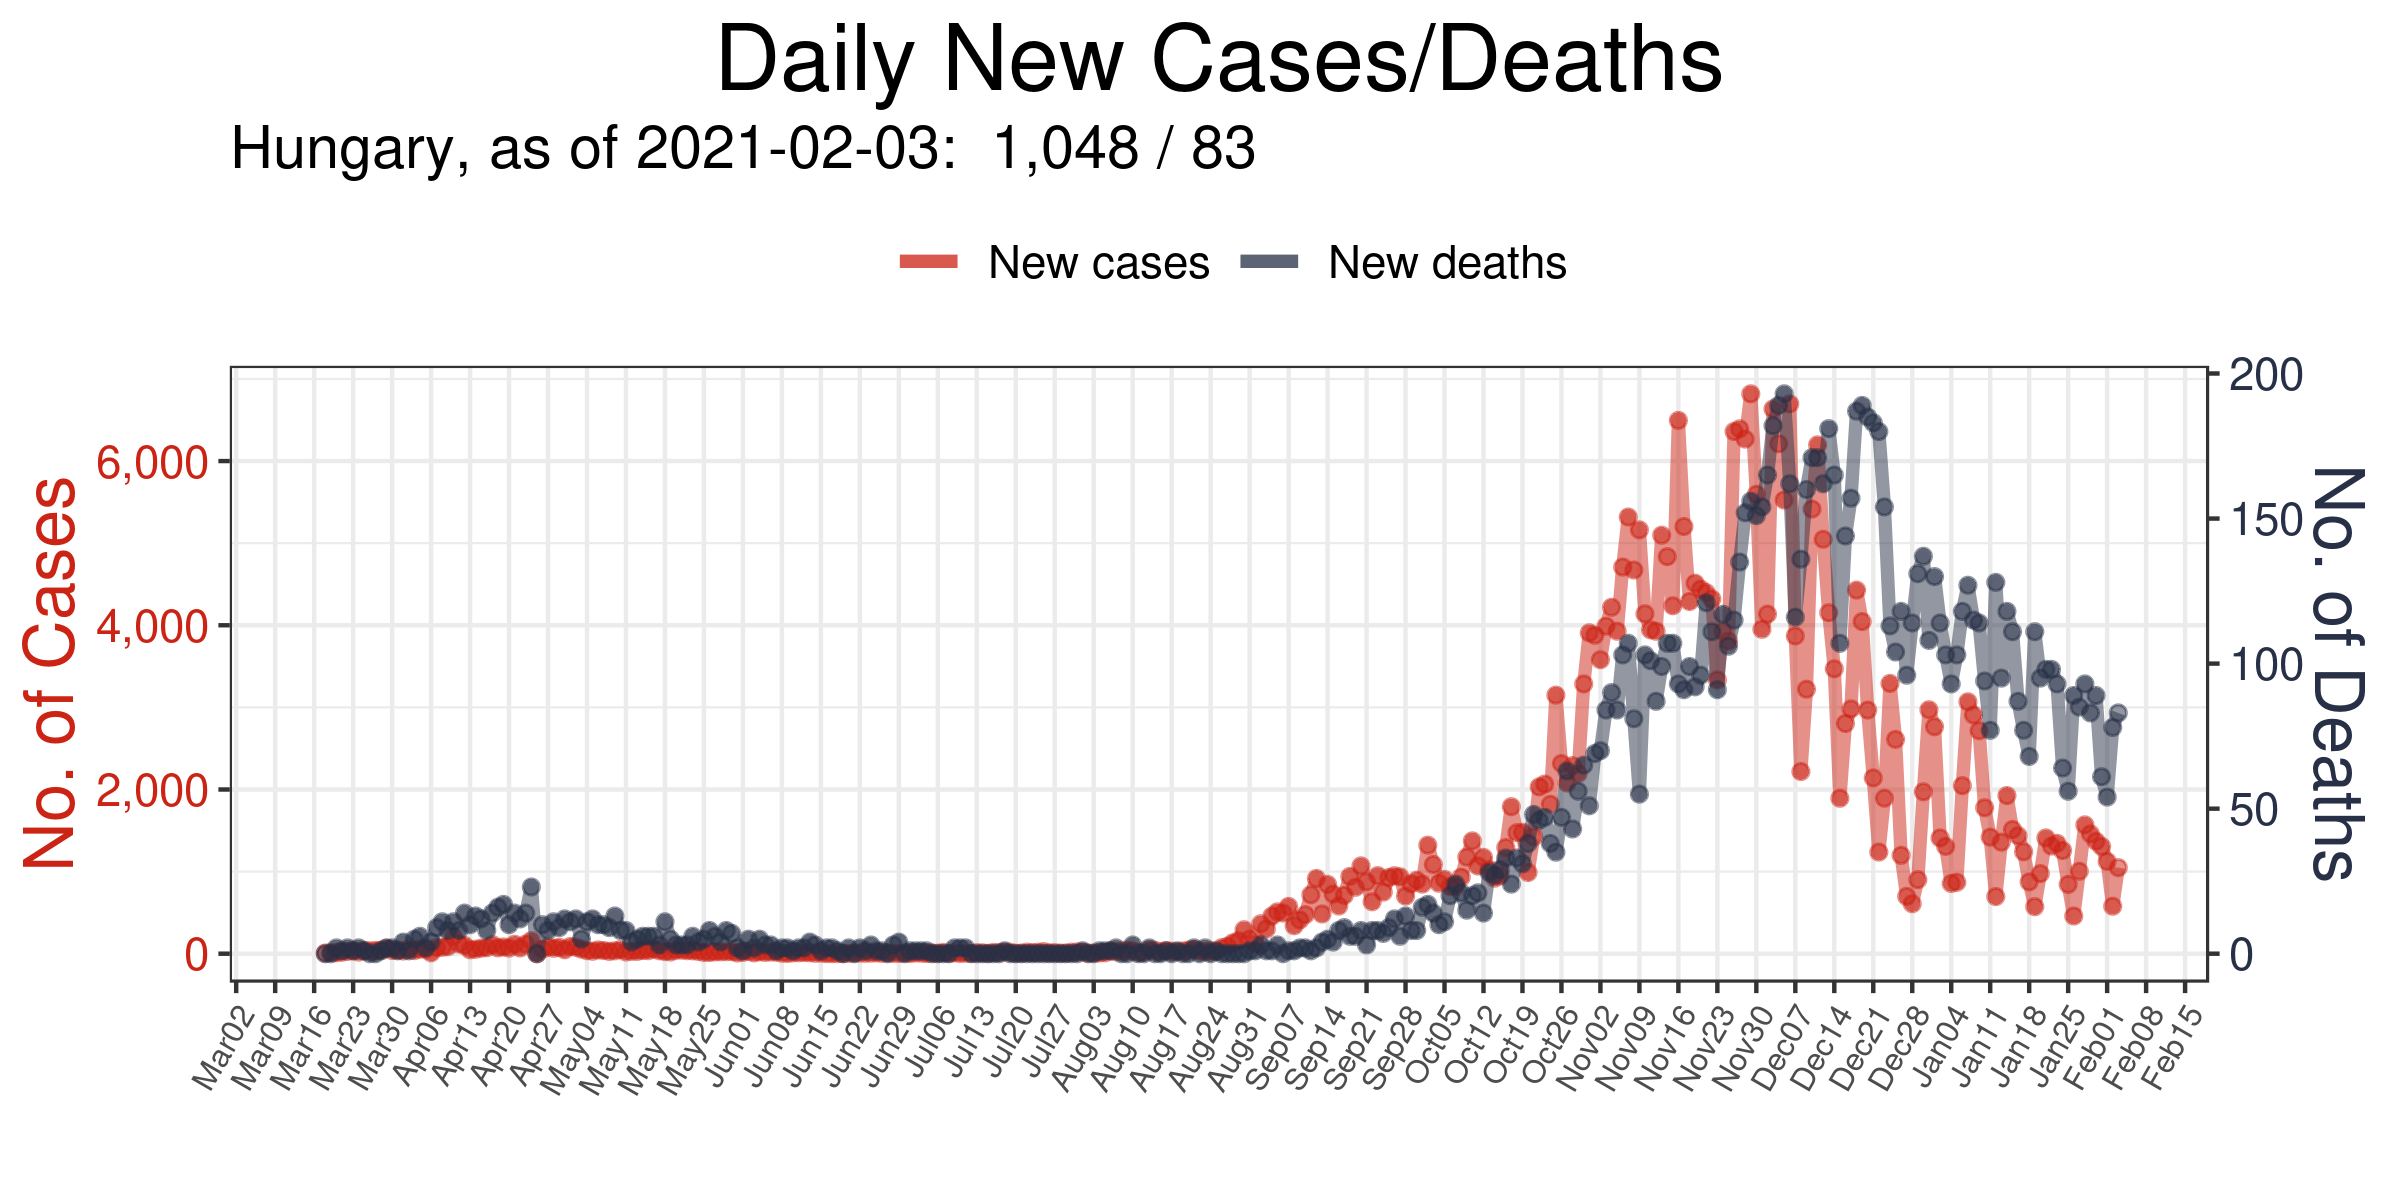 Daily New Cases/Deaths
Hungary, as of 2021-02-03: 1,048 / 83
New cases
New deaths
No. of Cases
6,000
4,000
2,000
0
200
150
100
50
0
No. of Deaths
Mar02
Mar09
Mar16
Mar23
Mar30
Apr06
Apr13
Apr20
Apr27
May04
May11
May18
May25
Jun01
Jun08
Jun15
Jun22
Jun29
Jul06
Jul13
Jul20
Jul27
Aug03
Aug10
Aug17
Aug24
Aug31
Sep07
Sep14
Sep21
Sep28
Oct05
Oct12
Oct19
Oct26
Nov02
Nov09
Nov16
Nov23
Nov30
Dec07
Dec14
Dec21
Dec28
Jan04
Jan11
Jan18
Jan25
Feb01
Feb08
Feb15